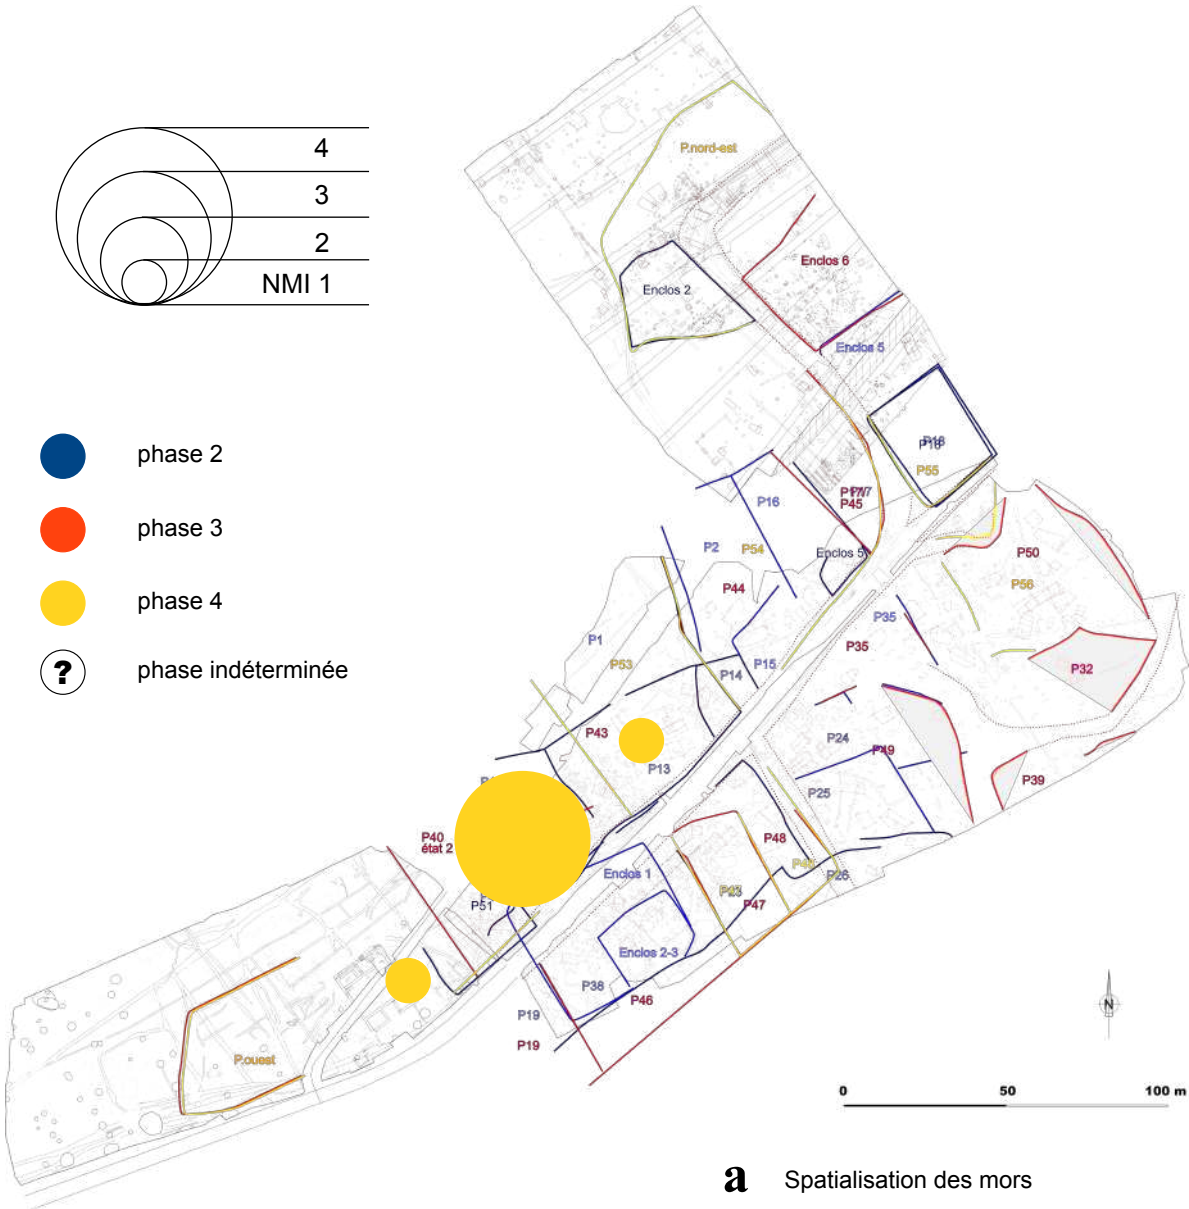 4
3
2
NMI 1
phase 2
phase 3
phase 4
? phase indéterminée
P.nord-est
Enclos 6
Enclos 2
Enclos 5
P18
P55
P16
P45
P2
P54
Enclos 5
P50
P56
P44
P35
P1
P53
P14
P15
P35
P32
P43
P13
P24
P49
P25
P39
P40
état 2
P48
Enclos 1
P26
P51
P47
Enclos 2-3
P38
P46
P19
P19
P.ouest
N
0 50 100 m
a Spatialisation des mors